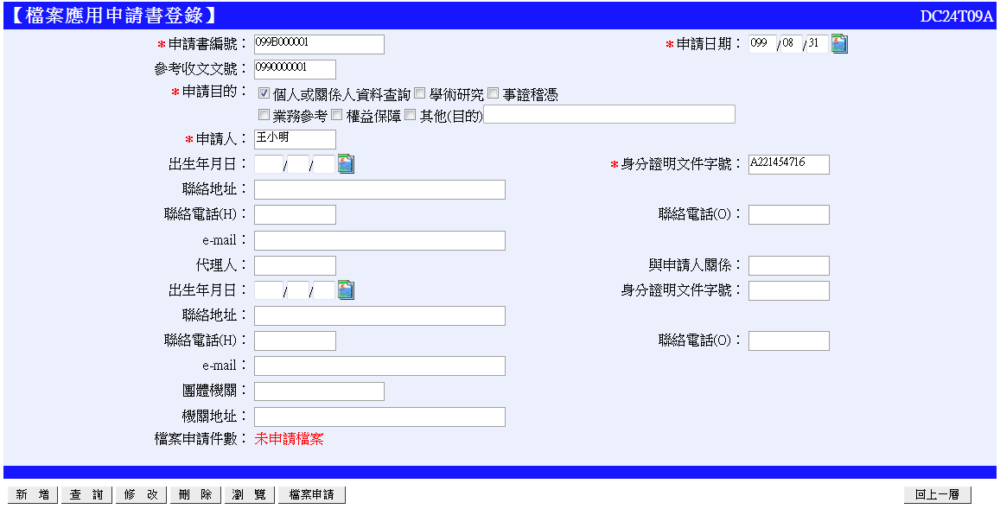 【檔案應用申請書登錄】 DC24T09A
*申請書編號： 099B000001 *申請日期： 099 /08 /31
參考收文文號： 0990000001
*申請目的： 個人或關係人資料查詢 學術研究 事證稽憑
業務參考 權益保障 其他(目的)
*申請人： 王小明
出生年月日： / / *身分證明文件字號： A221454716
聯絡地址：
聯絡電話(H)： 聯絡電話(O)：
e-mail：
代理人： 與申請人關係：
出生年月日： / / 身分證明文件字號：
聯絡地址：
聯絡電話(H)： 聯絡電話(O)：
e-mail：
團體機關：
機關地址：
檔案申請件數： 未申請檔案
新 增 查 詢 修 改 刪 除 瀏 覽 檔案申請 回上一層